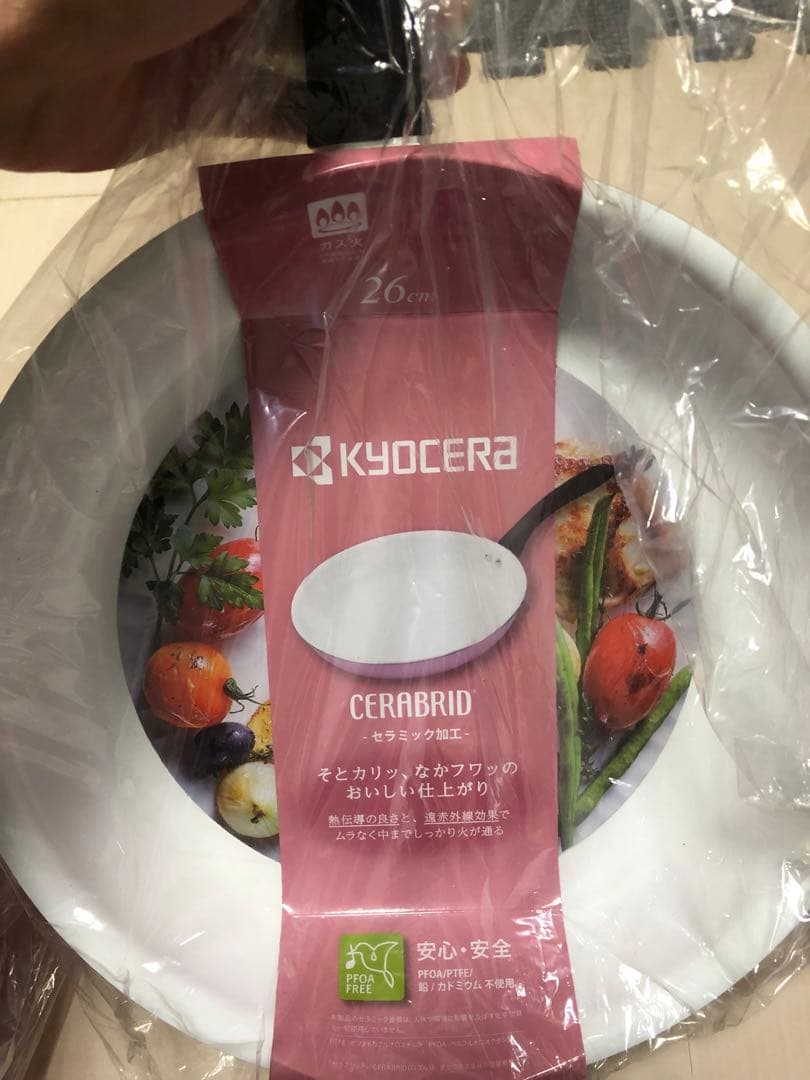 ガス火
26cm
KYOCERA
CERABRID
- セラミック加工 -
そとカリッ、なかフワッの
おいしい仕上がり
熱伝導の良さと、遠赤外線効果で
ムラなく中までしっかり火が通る
PFOA
FREE
安心・安全
PFOA/PTFE/
鉛 / カドミウム 不使用